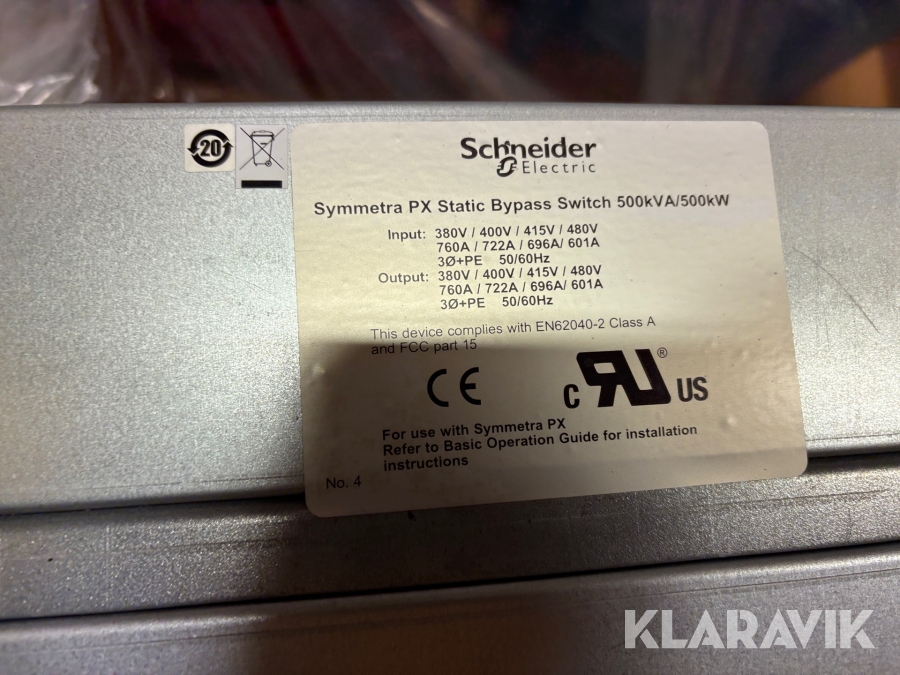 20
Schneider
Electric
Symmetra PX Static Bypass Switch 500kVA/500kW
Input: 380V / 400V / 415V / 480V
760A / 722A / 696A/ 601A
3Ø+PE 50/60Hz
Output: 380V / 400V / 415V / 480V
760A / 722A / 696A/ 601A
3Ø+PE 50/60Hz
This device complies with EN62040-2 Class A
and FCC part 15
CE
C RU ® US
For use with Symmetra PX
Refer to Basic Operation Guide for installation
instructions
No. 4
KLARAVIK